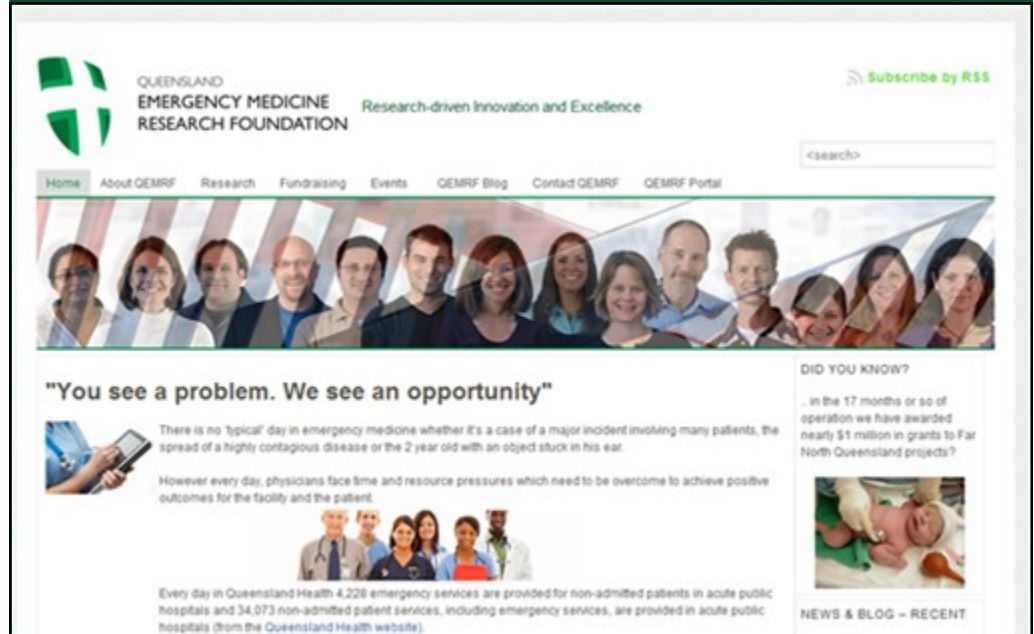 QUEENSLAND
EMERGENCY MEDICINE
RESEARCH FOUNDATION
Research-driven Innovation and Excellence
Subscribe by RSS
<search>
Home About QEMRF Research Fundraising Events QEMRF Blog Contact QEMRF QEMRF Portal
"You see a problem. We see an opportunity"
There is no 'typical' day in emergency medicine whether it's a case of a major incident involving many patients, the
spread of a highly contagious disease or the 2 year old with an object stuck in his ear.
However every day, physicians face time and resource pressures which need to be overcome to achieve positive
outcomes for the facility and the patient.
Every day in Queensland Health 4,228 emergency services are provided for non-admitted patients in acute public
hospitals and 34,073 non-admitted patient services, including emergency services, are provided in acute public
hospitals (from the Queensland Health website).
DID YOU KNOW?
.. in the 17 months or so of
operation we have awarded
nearly $1 million in grants to Far
North Queensland projects?
NEWS & BLOG – RECENT